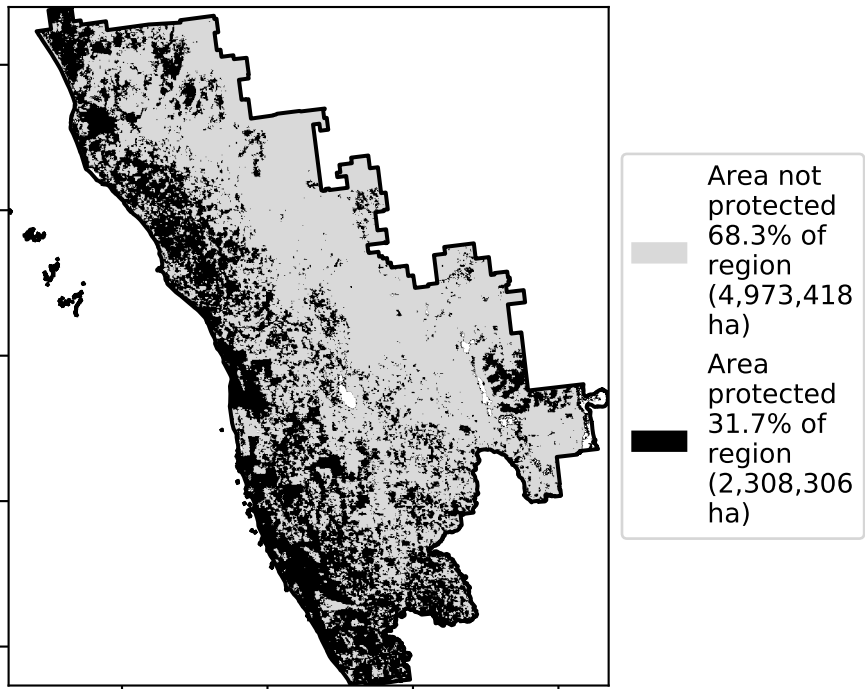 Area not
protected
68.3% of
region
(4,973,418
ha)
Area
protected
31.7% of
region
(2,308,306
ha)